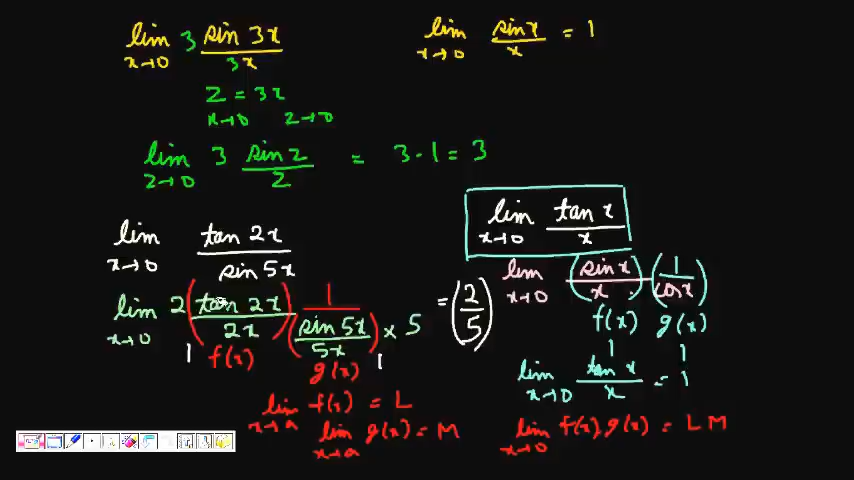 lim x→0 3 sin 3x / 3x
lim x→0 sin x / x = 1
z = 3x
x→0 z→0
lim z→0 3 sin z / z = 3 · 1 = 3
lim x→0 tan 2x / sin 5x
lim x→0 tan x / x
lim x→0 (sin x / x) (1 / cos x)
f(x) g(x)
1 1
lim x→0 2 (tan 2x / 2x) (1 / (sin 5x / 5x)) × 5 = (2/5)
1 f(x) g(x) 1
lim x→0 tan x / x = 1
lim x→a f(x) = L
lim x→a g(x) = M
lim x→0 f(x) g(x) = L M